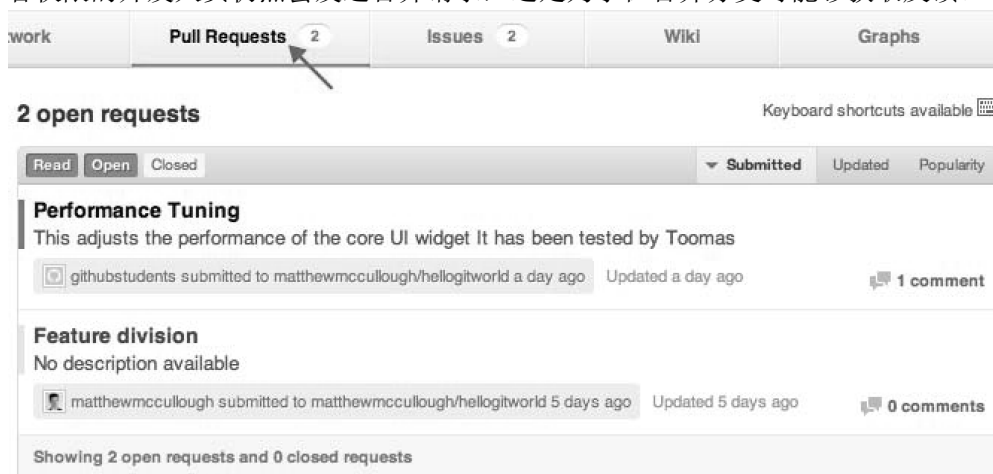 work Pull Requests 2 Issues 2 Wiki Graphs
2 open requests Keyboard shortcuts available
Read Open Closed Submitted Updated Popularity
Performance Tuning
This adjusts the performance of the core UI widget It has been tested by Toomas
githubstudents submitted to matthewmccullough/hellogitworld a day ago Updated a day ago 1 comment
Feature division
No description available
matthewmccullough submitted to matthewmccullough/hellogitworld 5 days ago Updated 5 days ago 0 comments
Showing 2 open requests and 0 closed requests